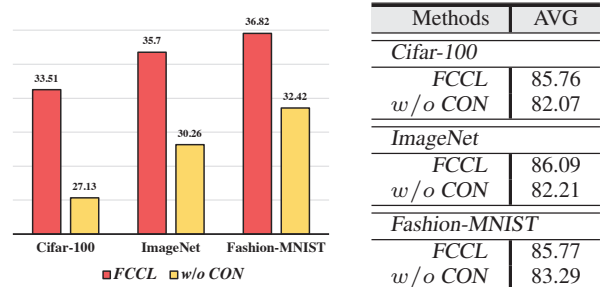 36.82
35.7
33.51
32.42
30.26
27.13
Cifar-100 ImageNet Fashion-MNIST
FCCL w/o CON
Methods AVG
Cifar-100
FCCL 85.76
w/o CON 82.07
ImageNet
FCCL 86.09
w/o CON 82.21
Fashion-MNIST
FCCL 85.77
w/o CON 83.29